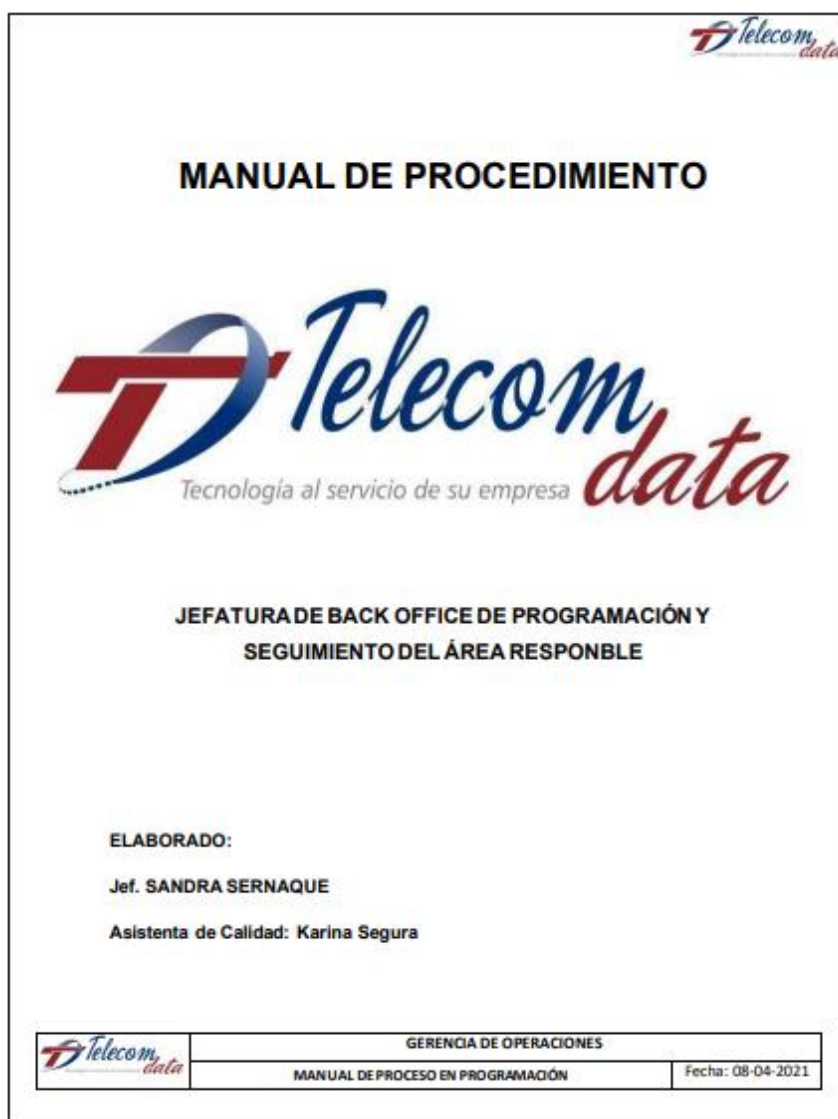 Telecom
data
MANUAL DE PROCEDIMIENTO
Telecom
data
Tecnología al servicio de su empresa
JEFATURA DE BACK OFFICE DE PROGRAMACIÓN Y
SEGUIMIENTO DEL ÁREA RESPONBLE
ELABORADO:
Jef. SANDRA SERNAQUE
Asistenta de Calidad: Karina Segura
Telecom
data
GERENCIA DE OPERACIONES
MANUAL DE PROCESO EN PROGRAMACIÓN
Fecha: 08-04-2021